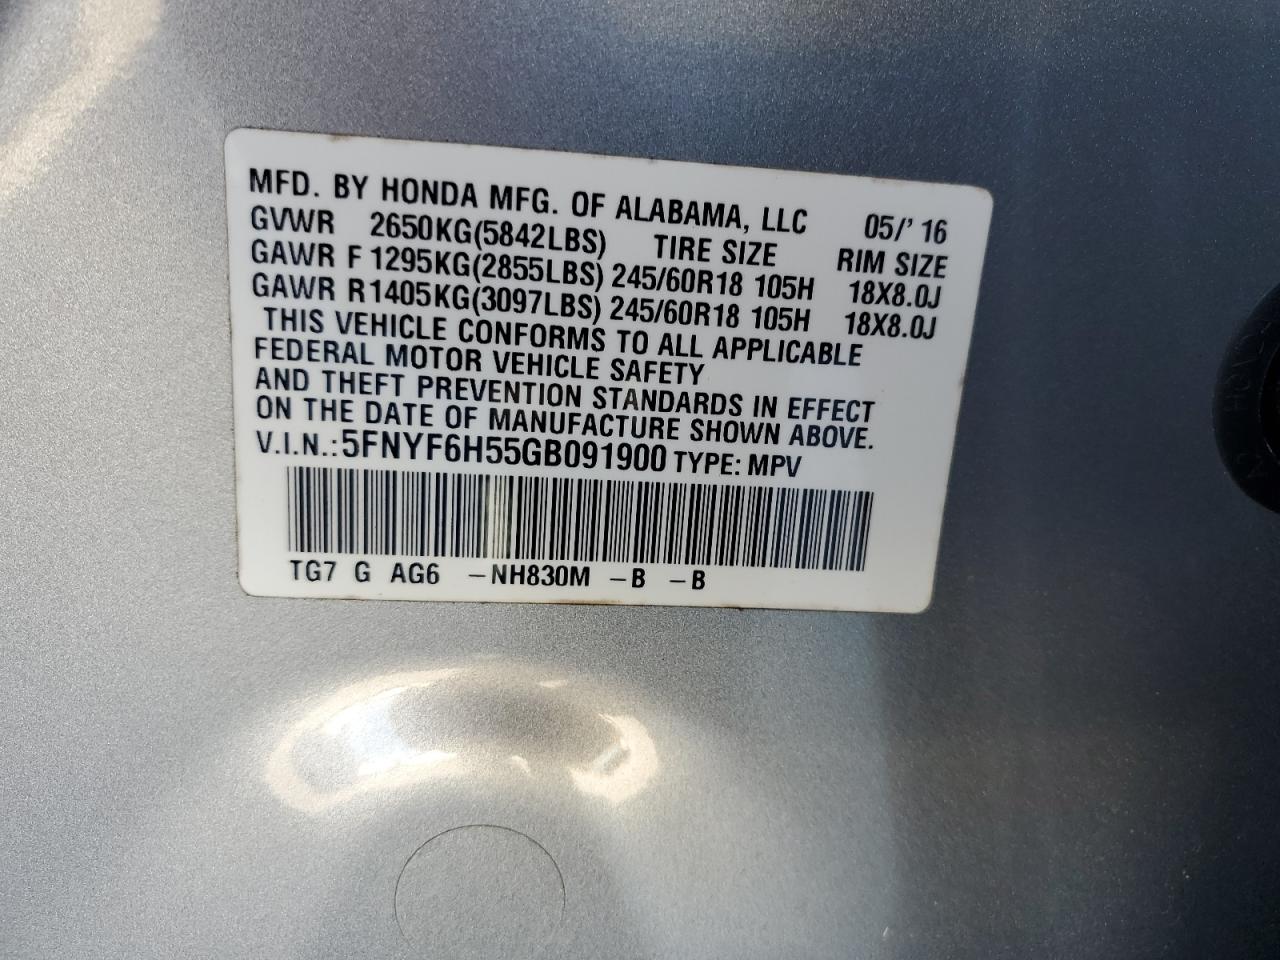 MFD. BY HONDA MFG. OF ALABAMA, LLC 05/'16
GVWR 2650KG(5842LBS) TIRE SIZE RIM SIZE
GAWR F 1295KG(2855LBS) 245/60R18 105H 18X8.0J
GAWR R1405KG(3097LBS) 245/60R18 105H 18X8.0J
THIS VEHICLE CONFORMS TO ALL APPLICABLE
FEDERAL MOTOR VEHICLE SAFETY
AND THEFT PREVENTION STANDARDS IN EFFECT
ON THE DATE OF MANUFACTURE SHOWN ABOVE.
V.I.N.:5FNYF6H55GB091900 TYPE: MPV
TG7 G AG6 -NH830M -B -B